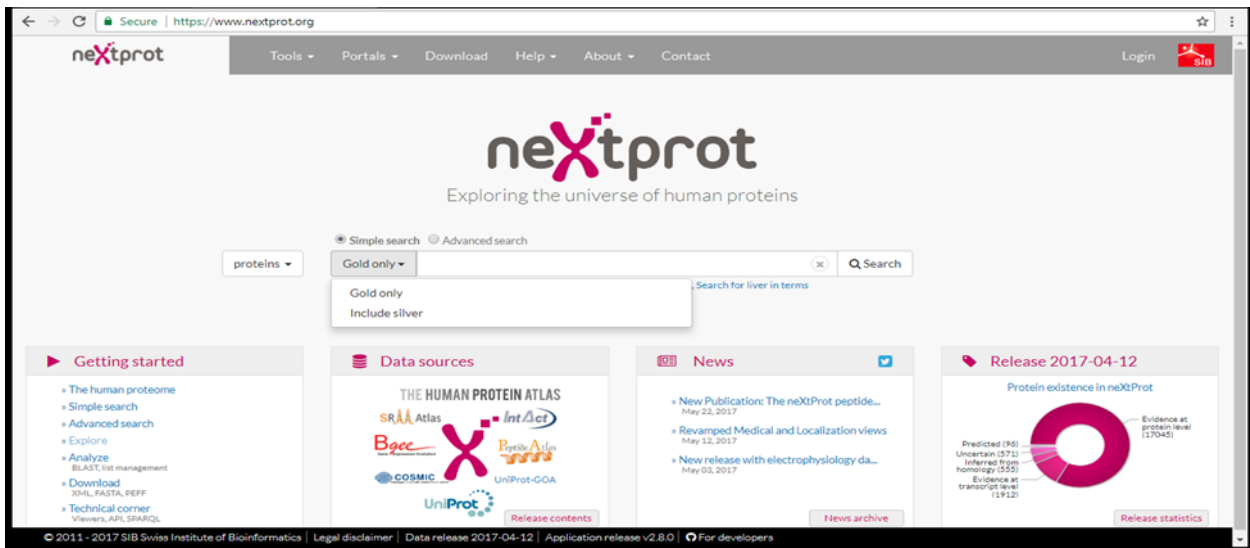 Secure | https://www.nextprot.org
neXtprot
Tools Portals Download Help About Contact
Login
SIB
neXtprot
Exploring the universe of human proteins
Simple search Advanced search
proteins
Gold only
Search
Gold only
Include silver
, Search for liver in terms
Getting started
» The human proteome
» Simple search
» Advanced search
» Explore
» Analyze
BLAST, list management
» Download
XML, FASTA, PEFF
» Technical corner
Viewers, API, SPARQL
Data sources
THE HUMAN PROTEIN ATLAS
SRM Atlas
IntAct
Bgee
PeptideAtlas
COSMIC
UniProt-GOA
UniProt
Release contents
News
» New Publication: The neXtProt peptide...
May 22, 2017
» Revamped Medical and Localization views
May 12, 2017
» New release with electrophysiology da...
May 03, 2017
News archive
Release 2017-04-12
Protein existence in neXtProt
Evidence at
protein level
(17045)
Predicted (96)
Uncertain (571)
Inferred from
homology (555)
Evidence at
transcript level
(1912)
Release statistics
© 2011 - 2017 SIB Swiss Institute of Bioinformatics | Legal disclaimer | Data release 2017-04-12 | Application release v2.8.0 | For developers